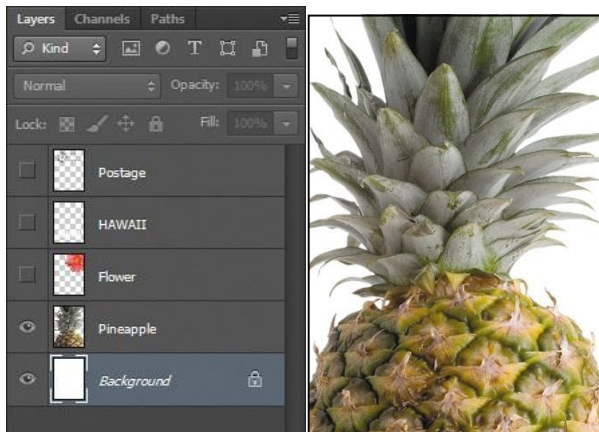 Layers Channels Paths
Kind T
Normal Opacity: 100%
Lock: Fill: 100%
Postage
HAWAII
Flower
Pineapple
Background